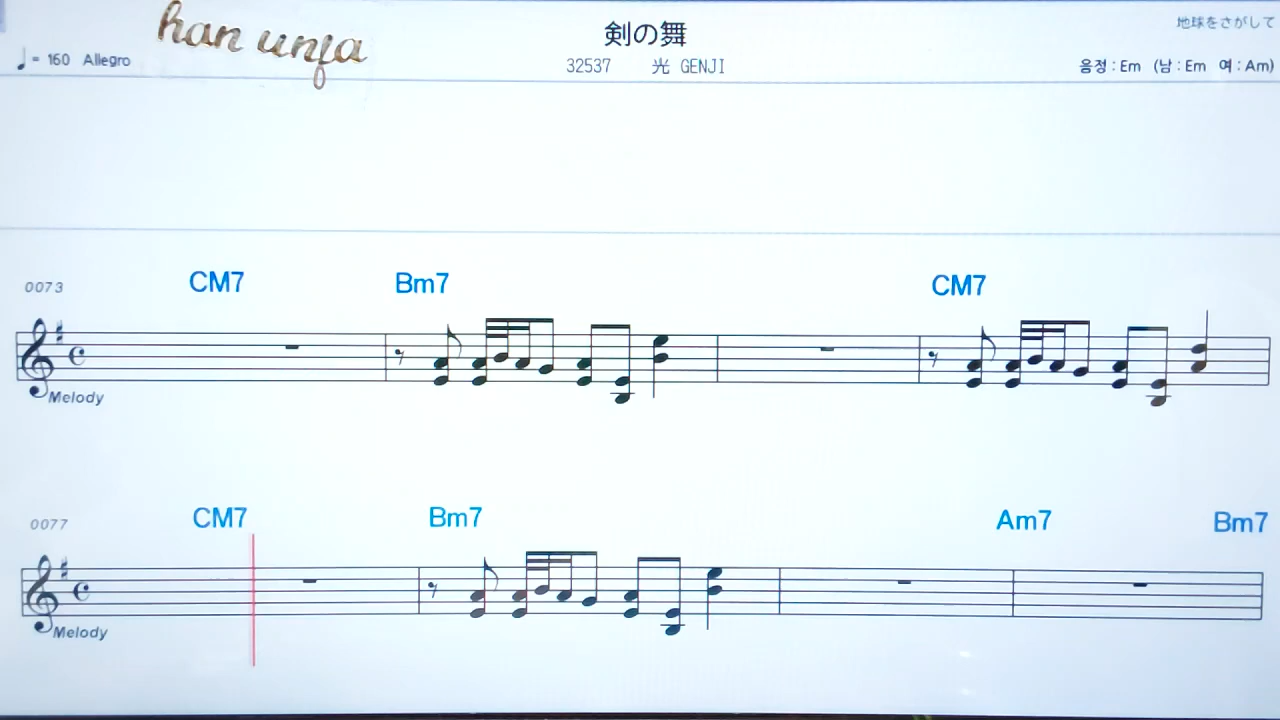 han unfa
剣の舞
地球をさがして
♩= 160 Allegro
32537 光 GENJI
음정 : Em (남 : Em 여 : Am)
0073 CM7 Bm7 CM7
Melody
0077 CM7 Bm7 Am7 Bm7
Melody